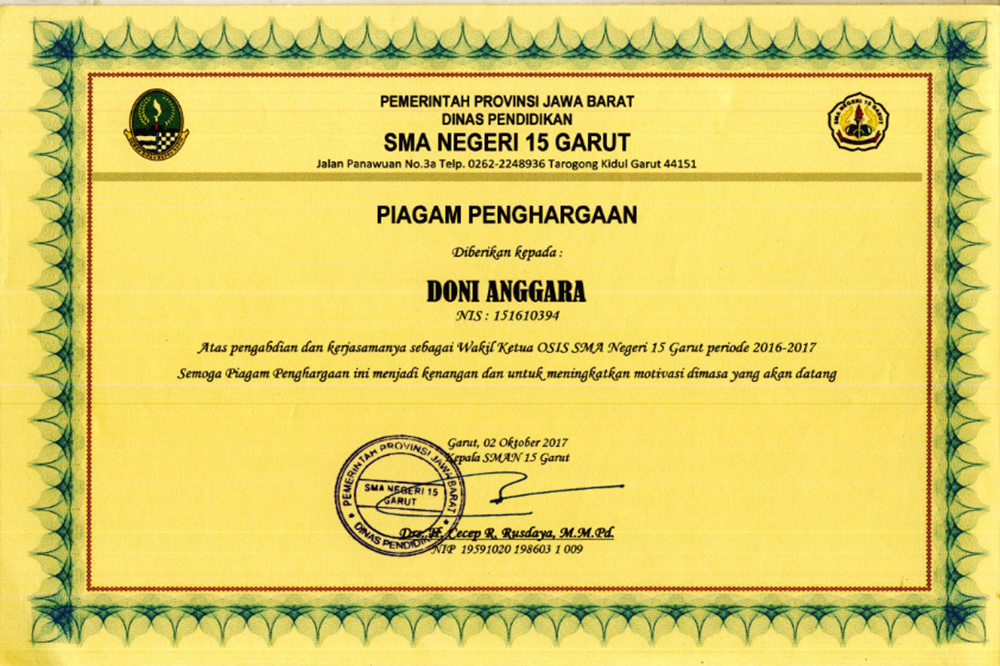 PEMERINTAH PROVINSI JAWA BARAT
DINAS PENDIDIKAN
SMA NEGERI 15 GARUT
Jalan Panawuan No.3a Telp. 0262-2248936 Tarogong Kidul Garut 44151
SMA NEGERI 15 GARUT
PIAGAM PENGHARGAAN
Diberikan kepada :
DONI ANGGARA
NIS : 151610394
Atas pengabdian dan kerjasamanya sebagai Wakil Ketua OSIS SMA Negeri 15 Garut periode 2016-2017
Semoga Piagam Penghargaan ini menjadi kenangan dan untuk meningkatkan motivasi dimasa yang akan datang
Garut, 02 Oktober 2017
Kepala SMAN 15 Garut
PEMERINTAH PROVINSI JAWA BARAT
SMA NEGERI 15
GARUT
DINAS PENDIDIKAN
Drs. H. Cecep R. Rusdaya, M.M.Pd.
NIP 19591020 198603 1 009